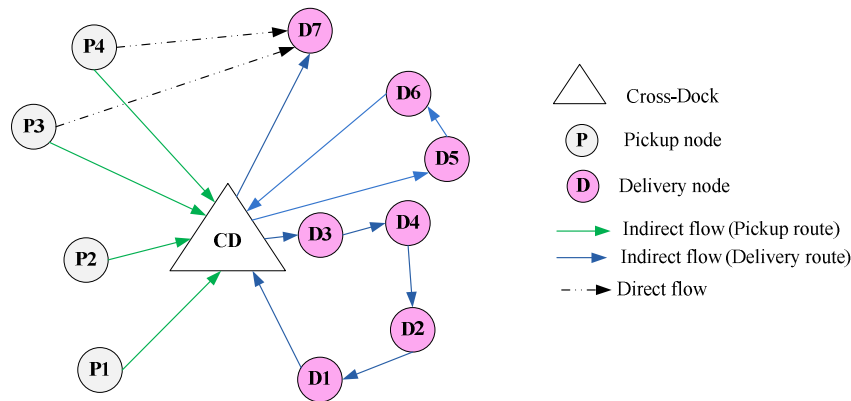 P4
D7
P3
D6
D5
P2
CD
D3
D4
D2
P1
D1
Cross-Dock
P
Pickup node
D
Delivery node
Indirect flow (Pickup route)
Indirect flow (Delivery route)
Direct flow